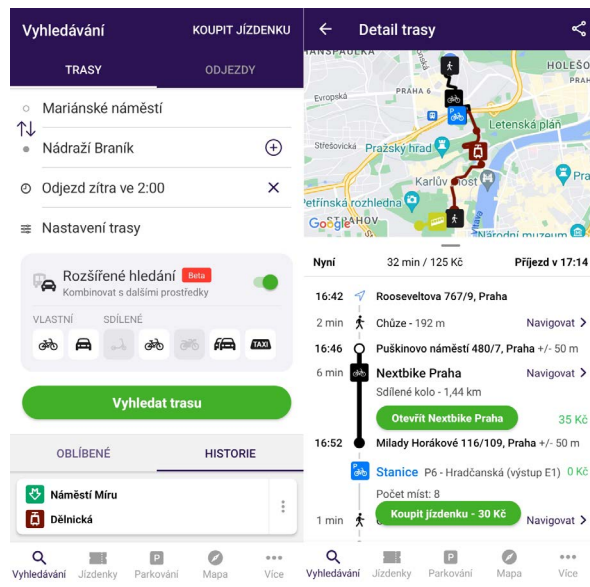 Vyhledávání
KOUPIT JÍZDENKU
TRASY
ODJEZDY
Mariánské náměstí
Nádraží Braník
Odjezd zítra ve 2:00
Nastavení trasy
Rozšířené hledání Beta
Kombinovat s dalšími prostředky
VLASTNÍ
SDÍLENÉ
TAXI
Vyhledat trasu
OBLÍBENÉ
HISTORIE
Náměstí Míru
Dělnická
Vyhledávání
Jízdenky
Parkování
Mapa
Více
Detail trasy
HOLEŠO
PRAH
PRAHA 6
Evropská
Letenská pláň
Střešovická
Pražský hrad
Karlův most
Pra
Petřínská
rozhledna
Google
STRAHOV
Vltava
Národní muzeum
Nyní
32 min / 125 Kč
Příjezd v 17:14
16:42
Rooseveltova 767/9, Praha
2 min
Chůze - 192 m
Navigovat
16:46
Puškinovo náměstí 480/7, Praha +/- 50 m
6 min
Nextbike Praha
Navigovat
Sdílené kolo - 1,44 km
Otevřít Nextbike Praha
35 Kč
16:52
Milady Horákové 116/109, Praha +/- 50 m
Stanice P6 - Hradčanská (výstup E1) 0 Kč
Počet míst: 8
Koupit jízdenku - 30 Kč
1 min
Navigovat
Vyhledávání
Jízdenky
Parkování
Mapa
Více